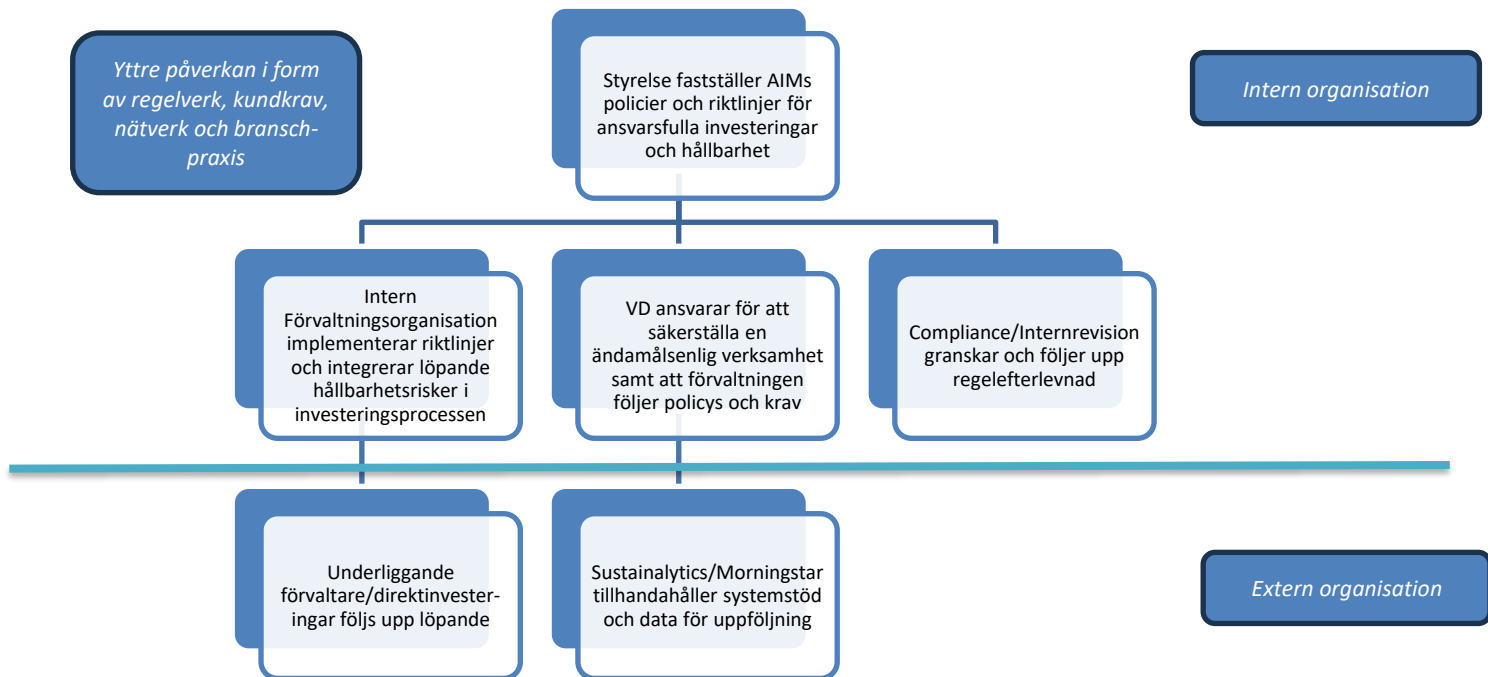 Yttre påverkan i form
av regelverk, kundkrav,
nätverk och bransch-
praxis
Styrelse fastställer AIMs
policier och riktlinjer för
ansvarsfulla investeringar
och hållbarhet
Intern organisation
Intern
Förvaltningsorganisation
implementerar riktlinjer
och integrerar löpande
hållbarhetsrisker i
investeringsprocessen
VD ansvarar för att
säkerställa en
ändamålsenlig verksamhet
samt att förvaltningen
följer policys och krav
Compliance/Internrevision
granskar och följer upp
regelefterlevnad
Underliggande
förvaltare/direktinvester-
ingar följs upp löpande
Sustainalytics/Morningstar
tillhandahåller systemstöd
och data för uppföljning
Extern organisation